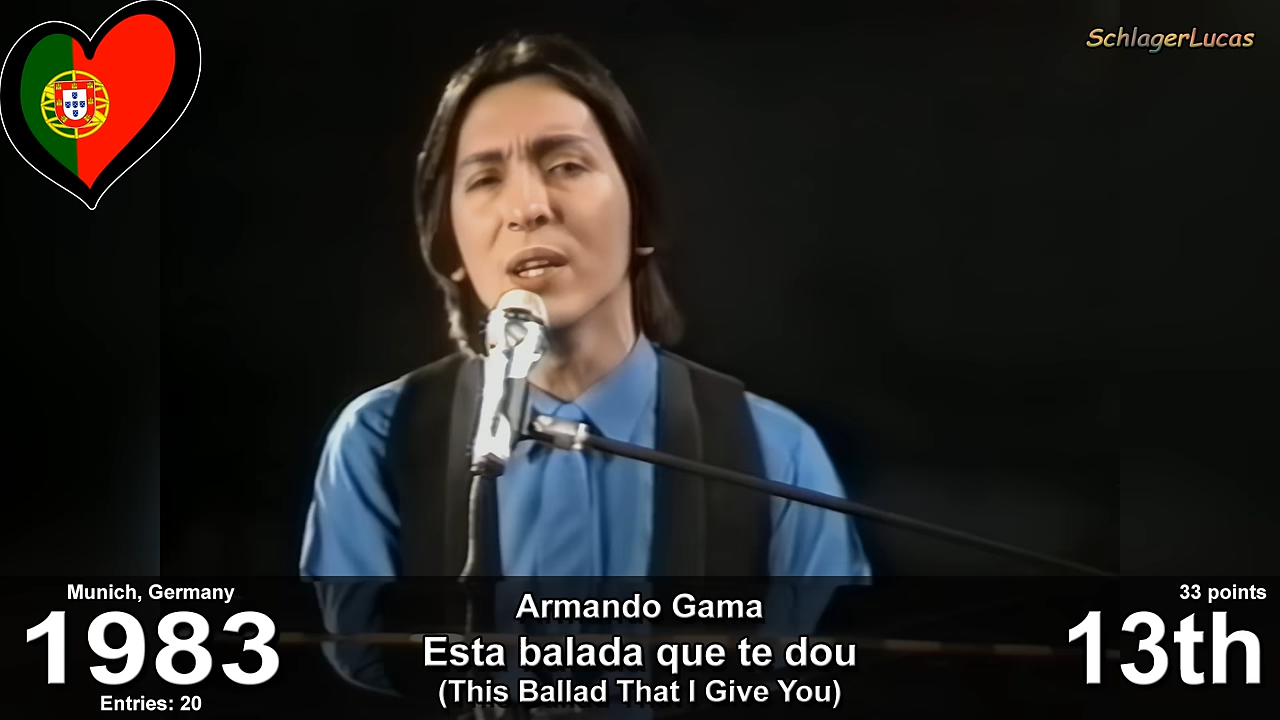 SchlagerLucas
Munich, Germany
1983
Entries: 20
Armando Gama
Esta balada que te dou
(This Ballad That I Give You)
33 points
13th